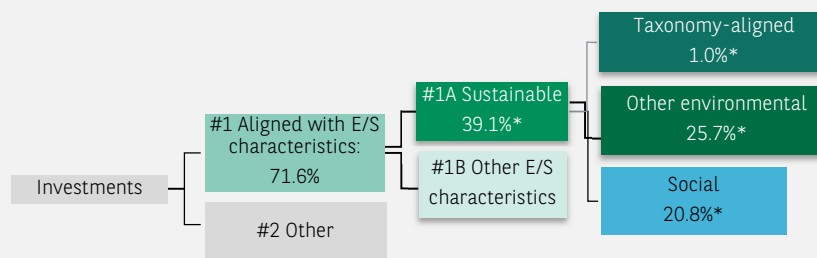 Investments
#1 Aligned with E/S
characteristics:
71.6%
#2 Other
#1A Sustainable
39.1%*
#1B Other E/S
characteristics
Taxonomy-aligned
1.0%*
Other environmental
25.7%*
Social
20.8%*